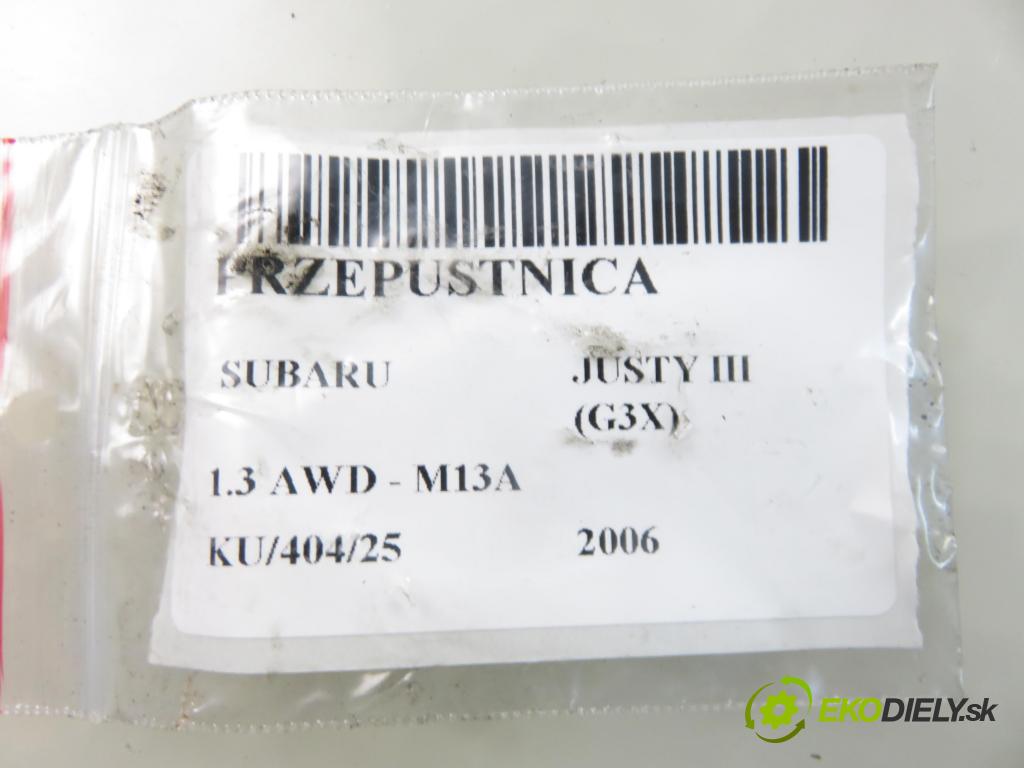 PRZEPUSTNICA
SUBARU JUSTY III
(G3X)
1.3 AWD - M13A
KU/404/25 2006
EKODIELY.sk